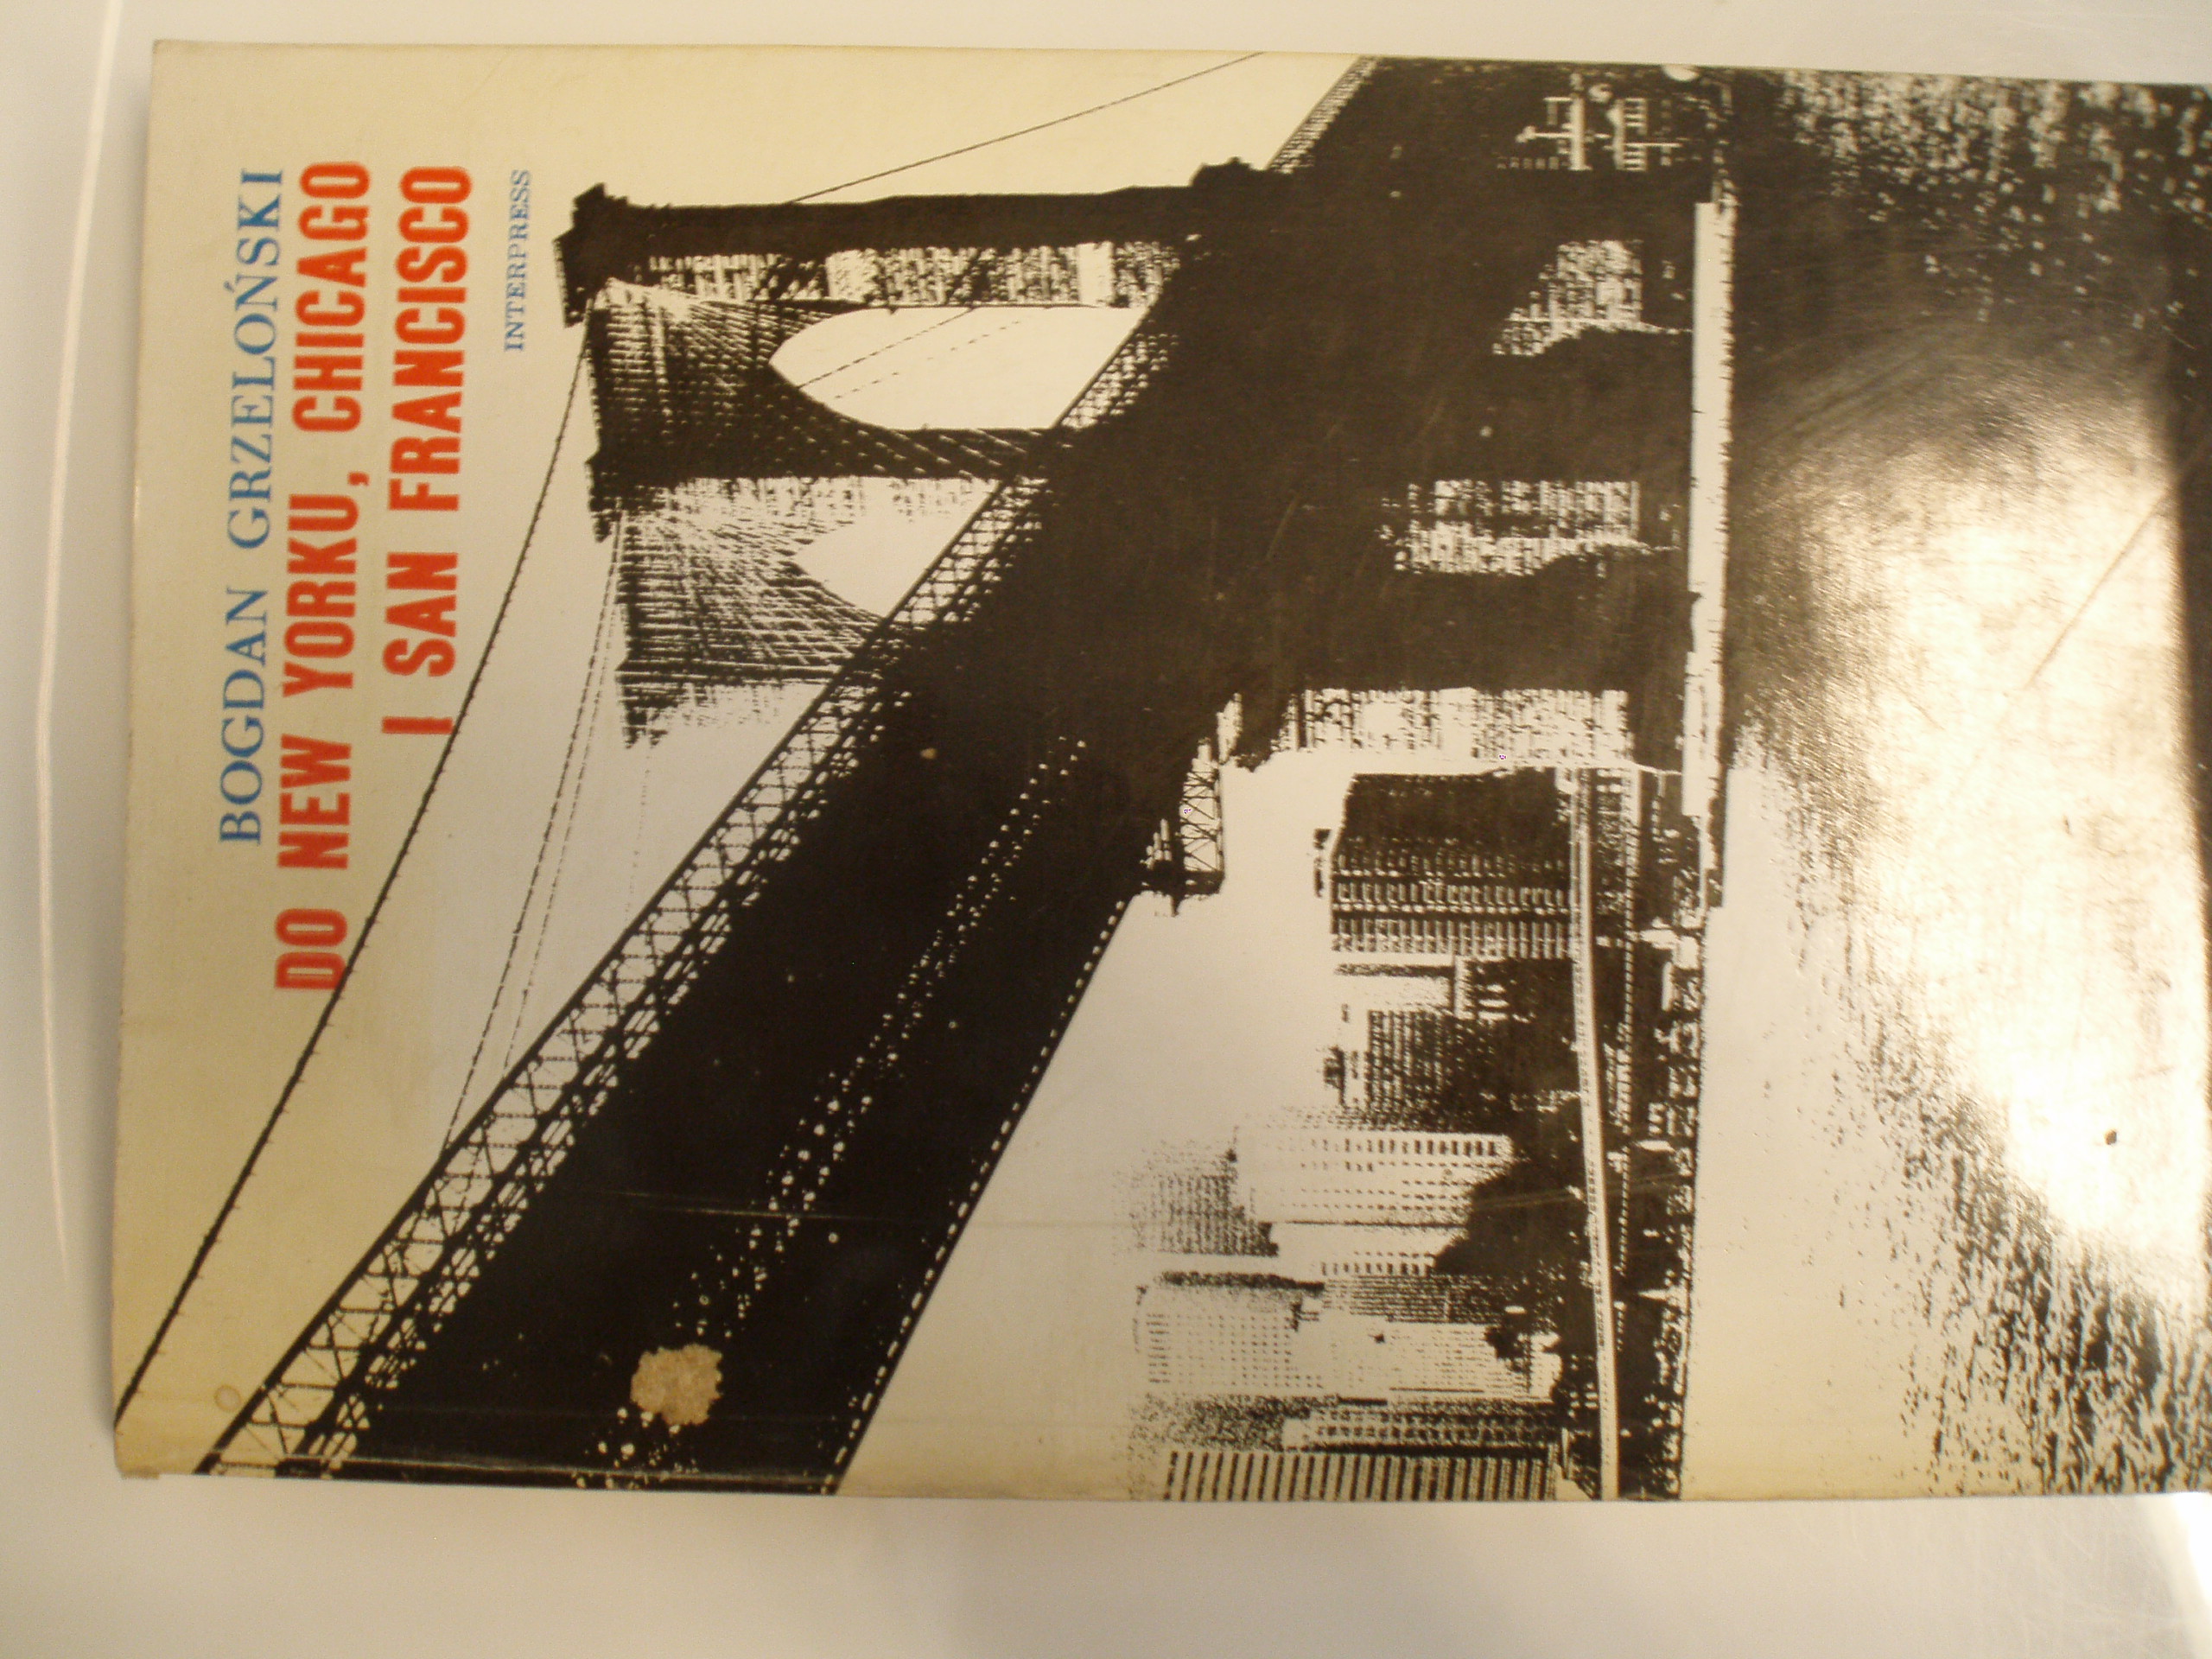 BOGDAN GRZELOŃSKI
DO NEW YORKU, CHICAGO
I SAN FRANCISCO
INTERPRESS